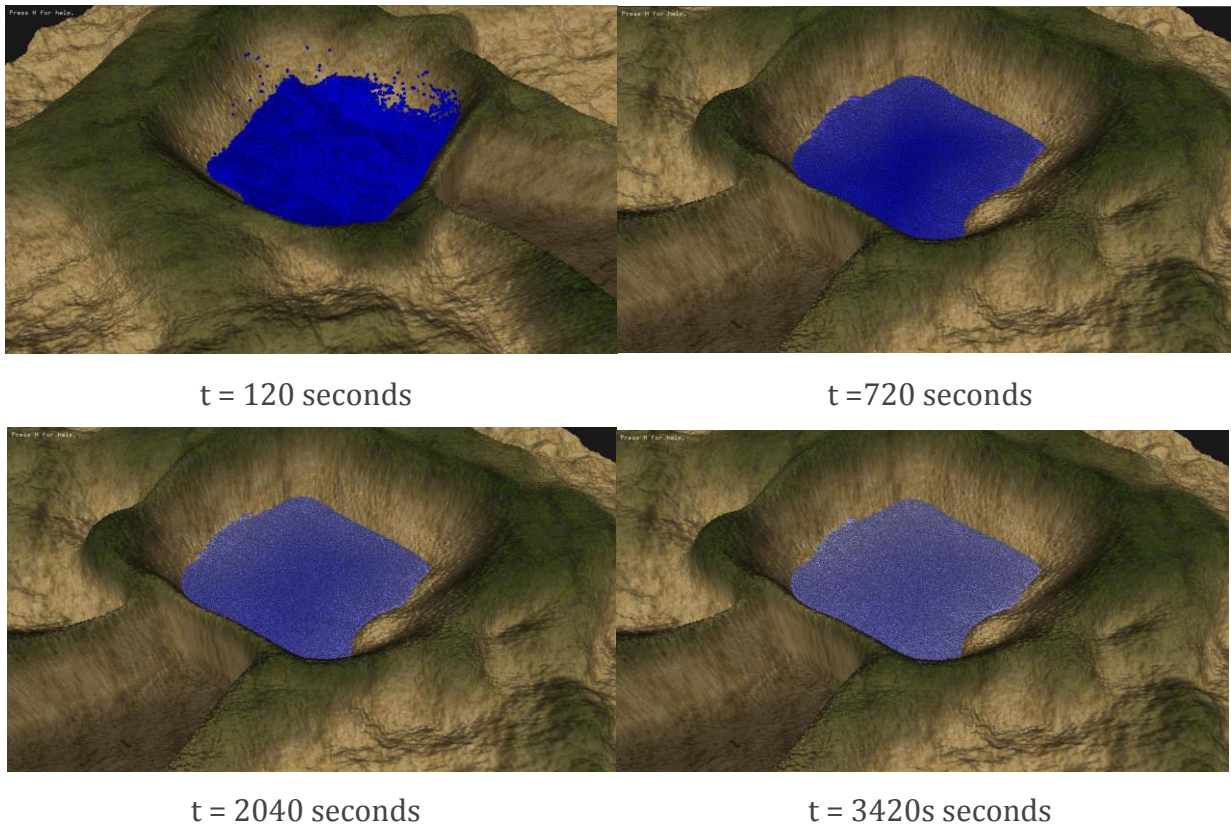 Press H for help.
t = 120 seconds
t =720 seconds
Press H for help.
Press H for help.
Press H for help.
t = 2040 seconds
t = 3420s seconds